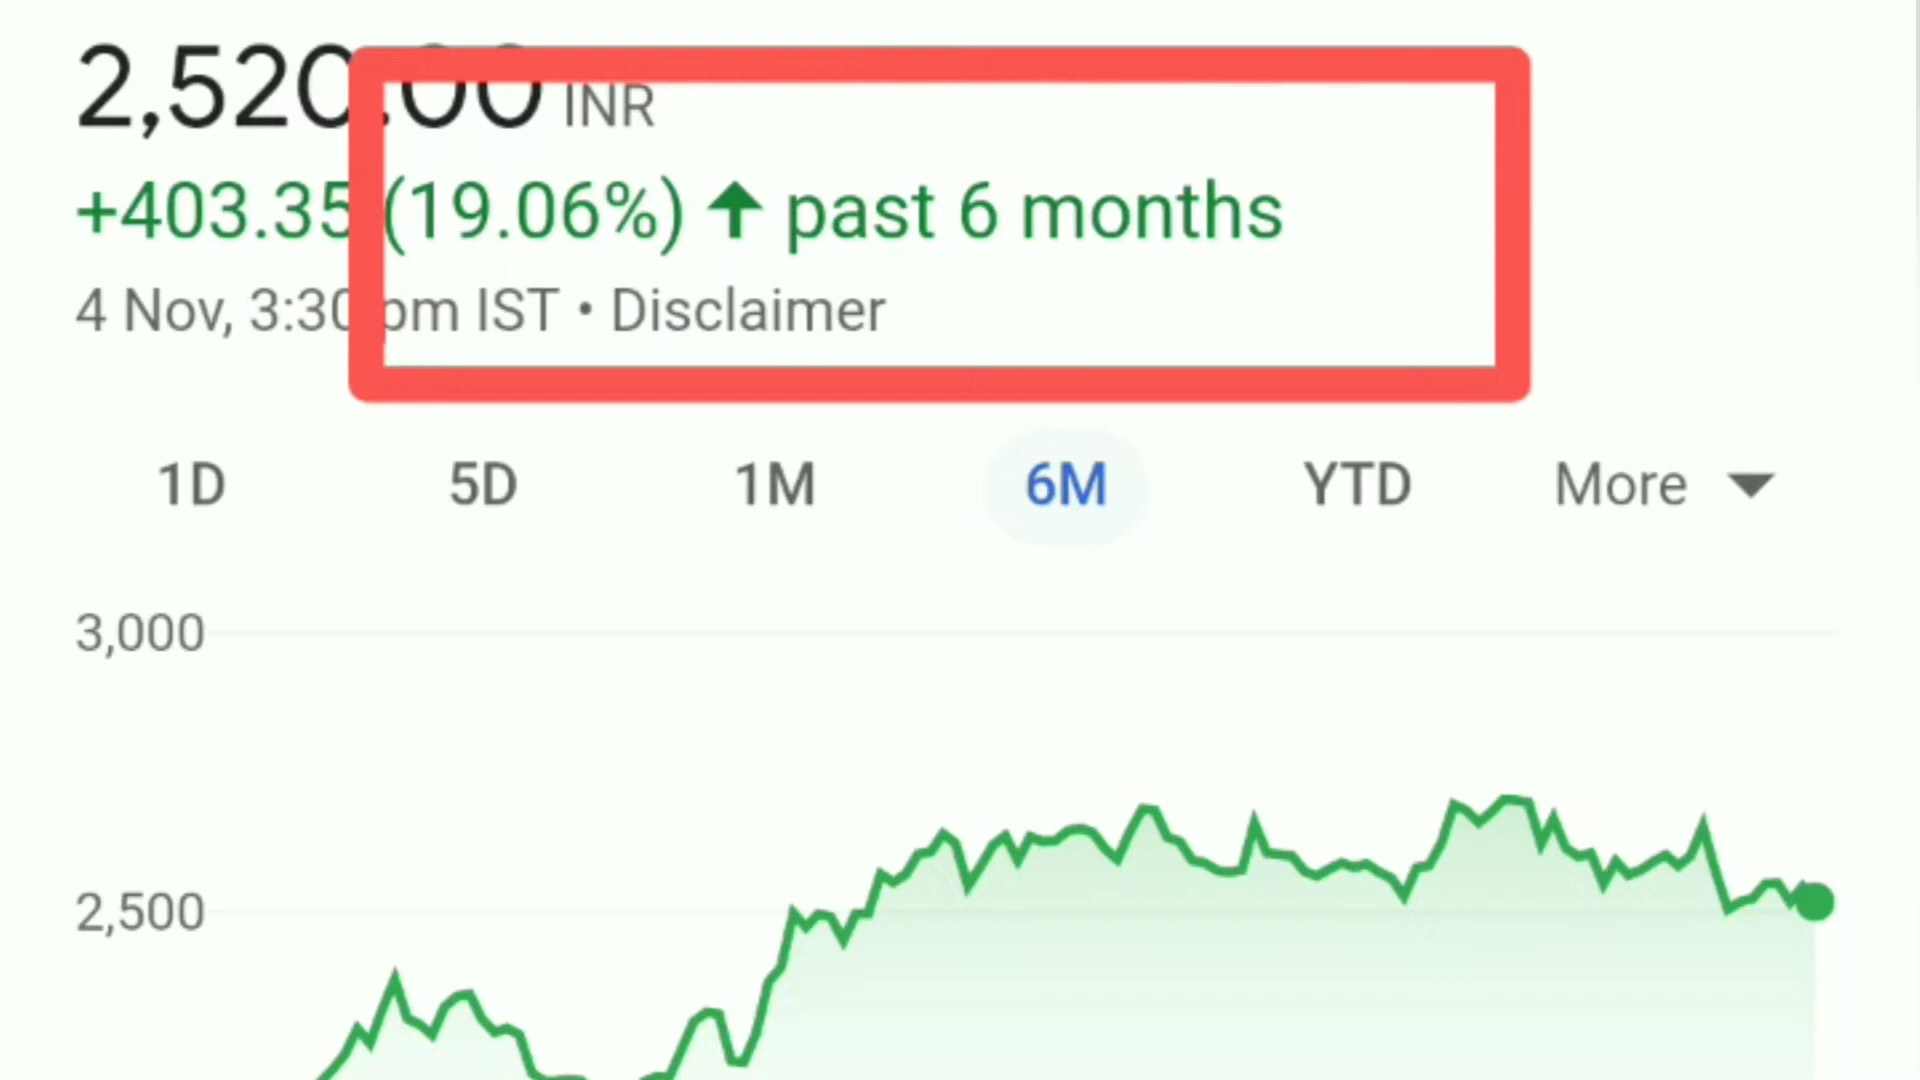 2,520.00 INR
+403.35 (19.06%) ↑ past 6 months
4 Nov, 3:30 pm IST • Disclaimer
1D 5D 1M 6M YTD More
3,000
2,500